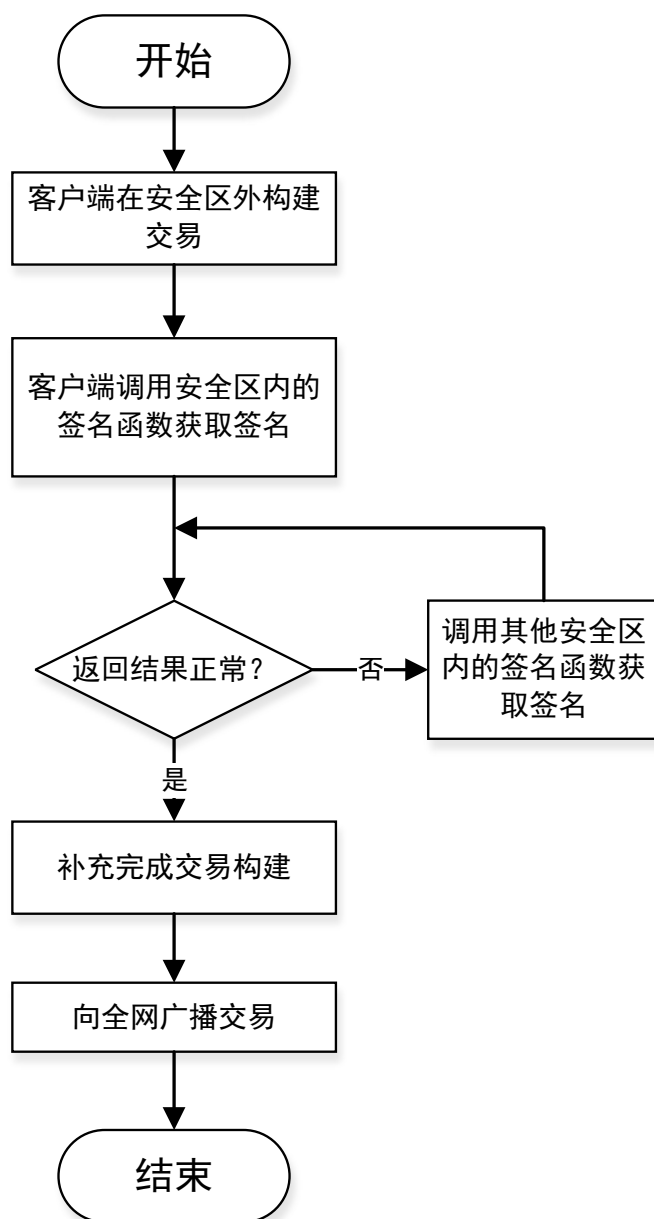 开始
客户端在安全区外构建
交易
客户端调用安全区内的
签名函数获取签名
返回结果正常？
否
调用其他安全区
内的签名函数获
取签名
是
补充完成交易构建
向全网广播交易
结束